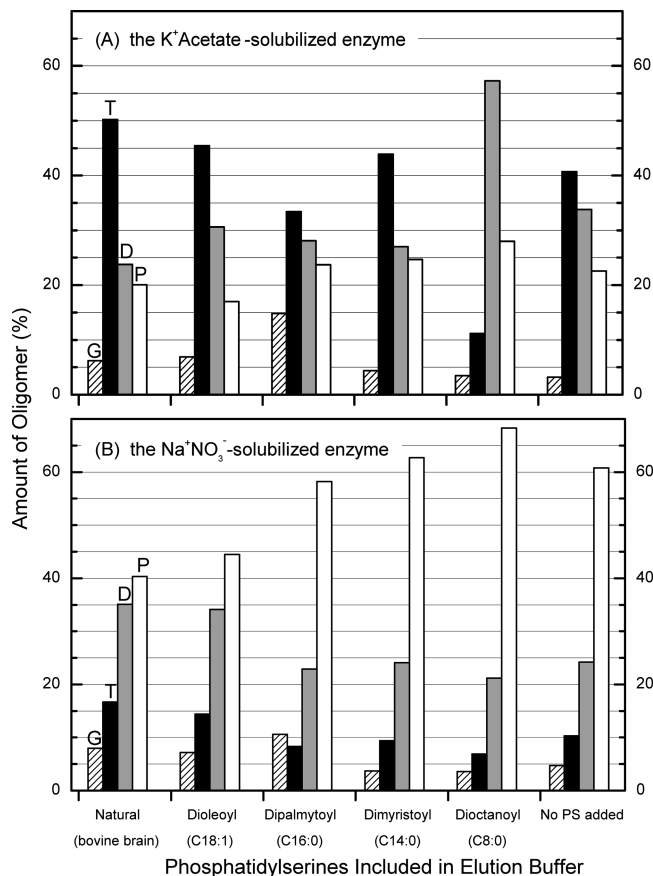 (A) the K⁺Acetate-solubilized enzyme
60 60
T
40 40
D
20 P 20
G
0 0
Amount of Oligomer (%)
(B) the Na⁺NO₃⁻-solubilized enzyme
60 60
40 P 40
D
20 T 20
G
0 0
Natural Dioleoyl Dipalmytoyl Dimyristoyl Dioctanoyl No PS added
(bovine brain) (C18:1) (C16:0) (C14:0) (C8:0)
Phosphatidylserines Included in Elution Buffer